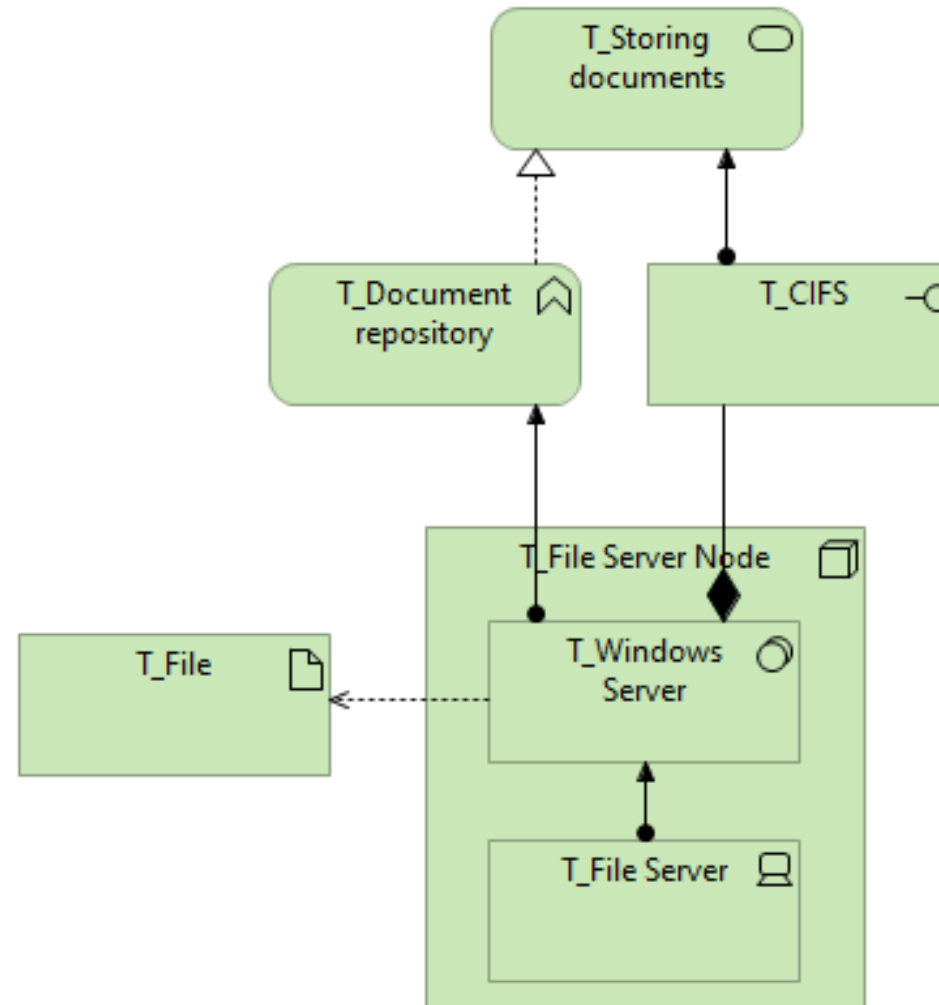 T_Storing
documents
T_Document
repository
T_CIFS
T_File Server Node
T_File
T_Windows
Server
T_File Server